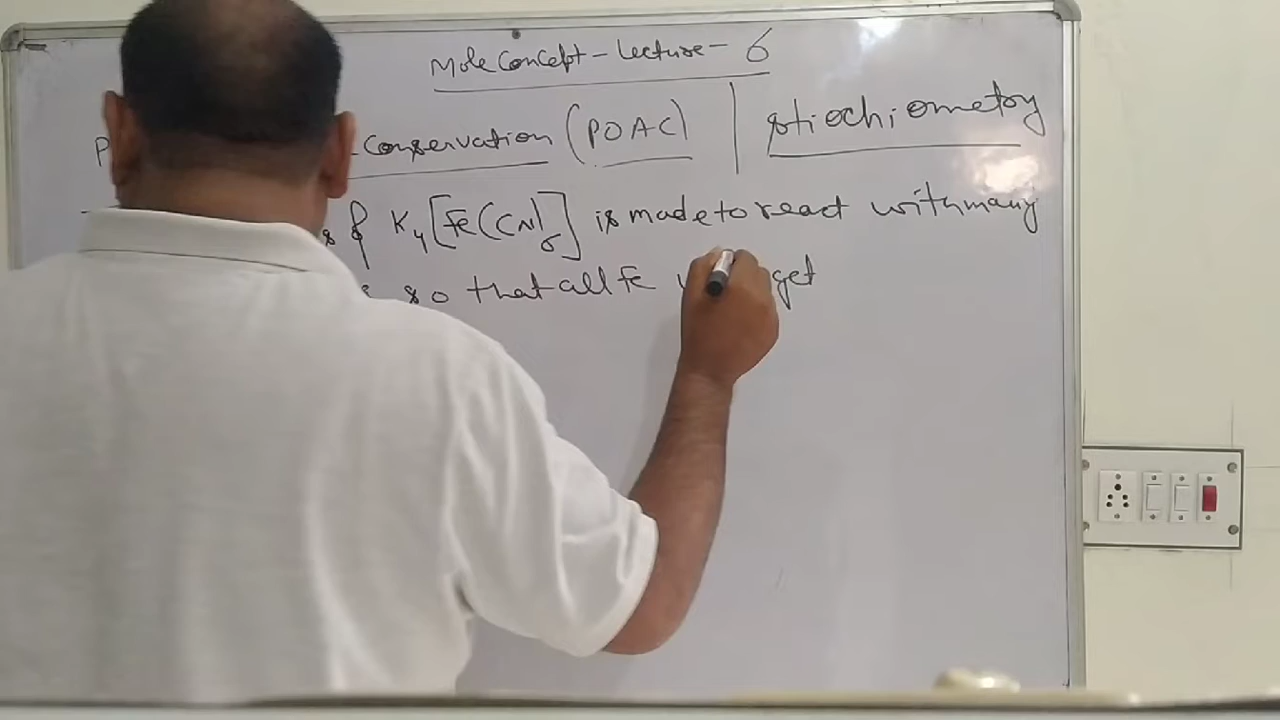 Mole Concept - Lecture - 6
Conservation (POAC) | stiochiometry
K4[Fe(CN)6] is made to react with many
so that all Fe get